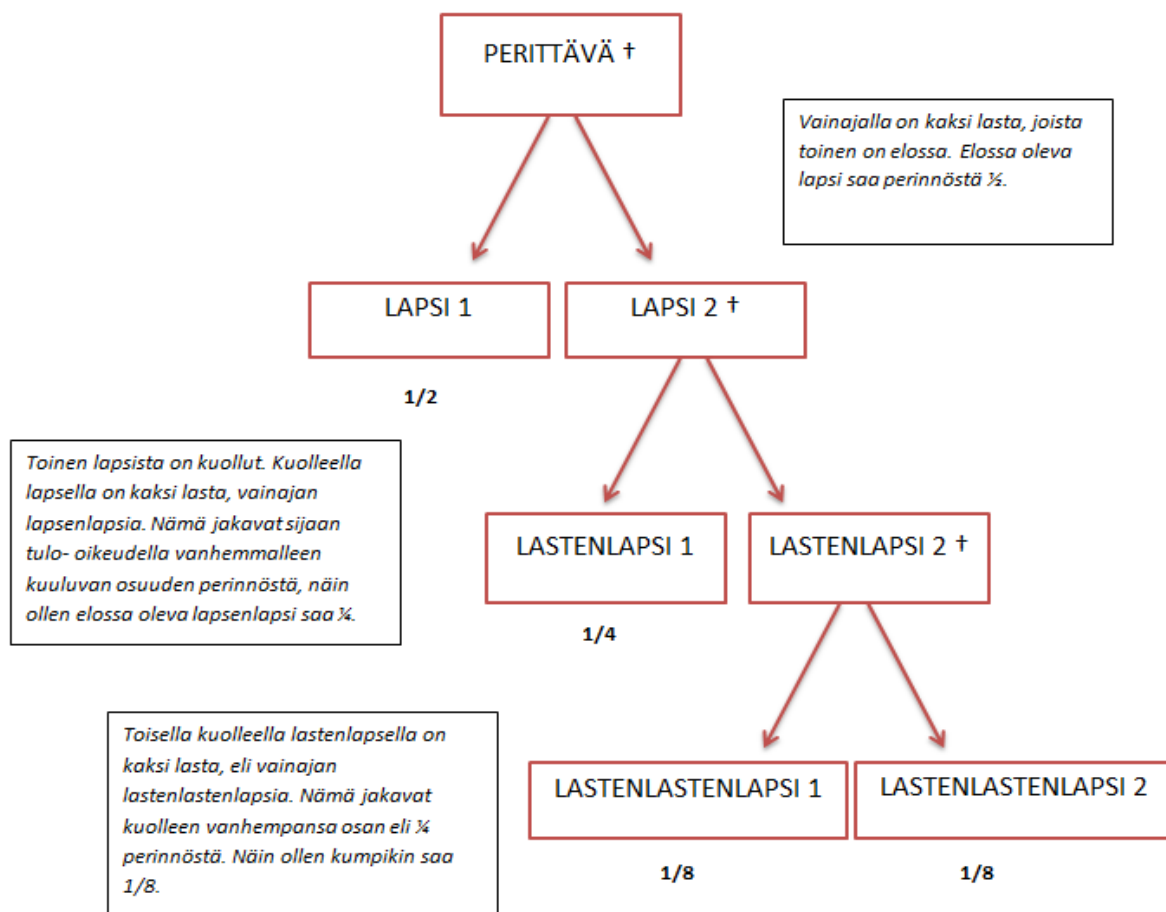 PERITTÄVÄ †
Vainajalla on kaksi lasta, joista
toinen on elossa. Elossa oleva
lapsi saa perinnöstä ½.
LAPSI 1
LAPSI 2 †
1/2
Toinen lapsista on kuollut. Kuolleella
lapsella on kaksi lasta, vainajan
lapsenlapsia. Nämä jakavat sijaan
tulo- oikeudella vanhemmalleen
kuuluvan osuuden perinnöstä, näin
ollen elossa oleva lapsenlapsi saa ¼.
LASTENLAPSI 1
LASTENLAPSI 2 †
1/4
Toisella kuolleella lastenlapsella on
kaksi lasta, eli vainajan
lastenlastenlapsia. Nämä jakavat
kuolleen vanhempansa osan eli ¼
perinnöstä. Näin ollen kumpikin saa
1/8.
LASTENLASTENLAPSI 1
LASTENLASTENLAPSI 2
1/8
1/8